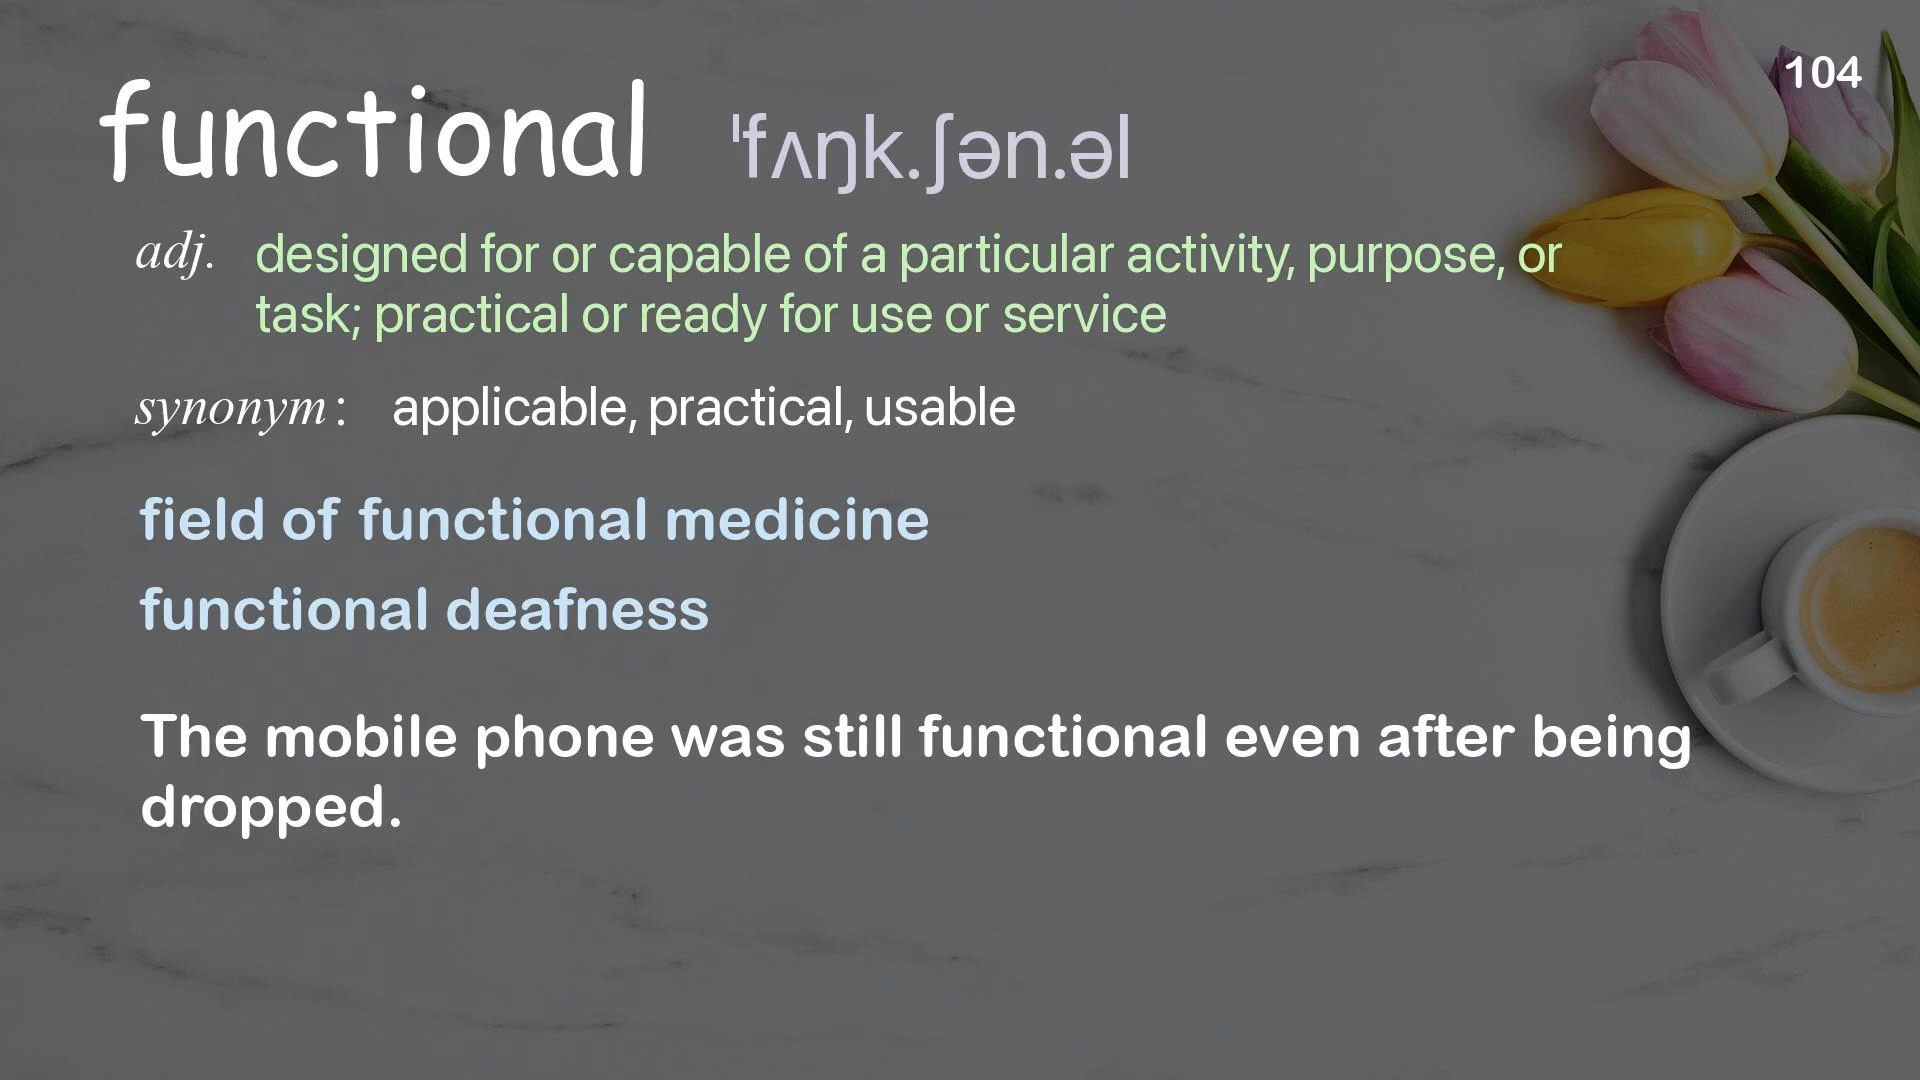 104
functional ˈfʌŋk.ʃən.əl
adj. designed for or capable of a particular activity, purpose, or
task; practical or ready for use or service
synonym: applicable, practical, usable
field of functional medicine
functional deafness
The mobile phone was still functional even after being
dropped.